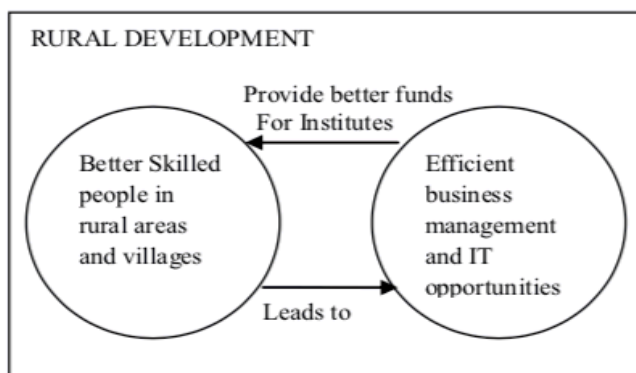 RURAL DEVELOPMENT
Provide better funds
For Institutes
Better Skilled
people in
rural areas
and villages
Efficient
business
management
and IT
opportunities
Leads to